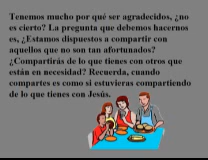 Tenemos mucho por qué ser agradecidos, ¿no
es cierto? La pregunta que debemos hacernos
es, ¿Estamos dispuestos a compartir con
aquellos que no son tan afortunados?
¿Compartirás de lo que tienes con otros que
están en necesidad? Recuerda, cuando
compartes es como si estuvieras compartiendo
de lo que tienes con Jesús.